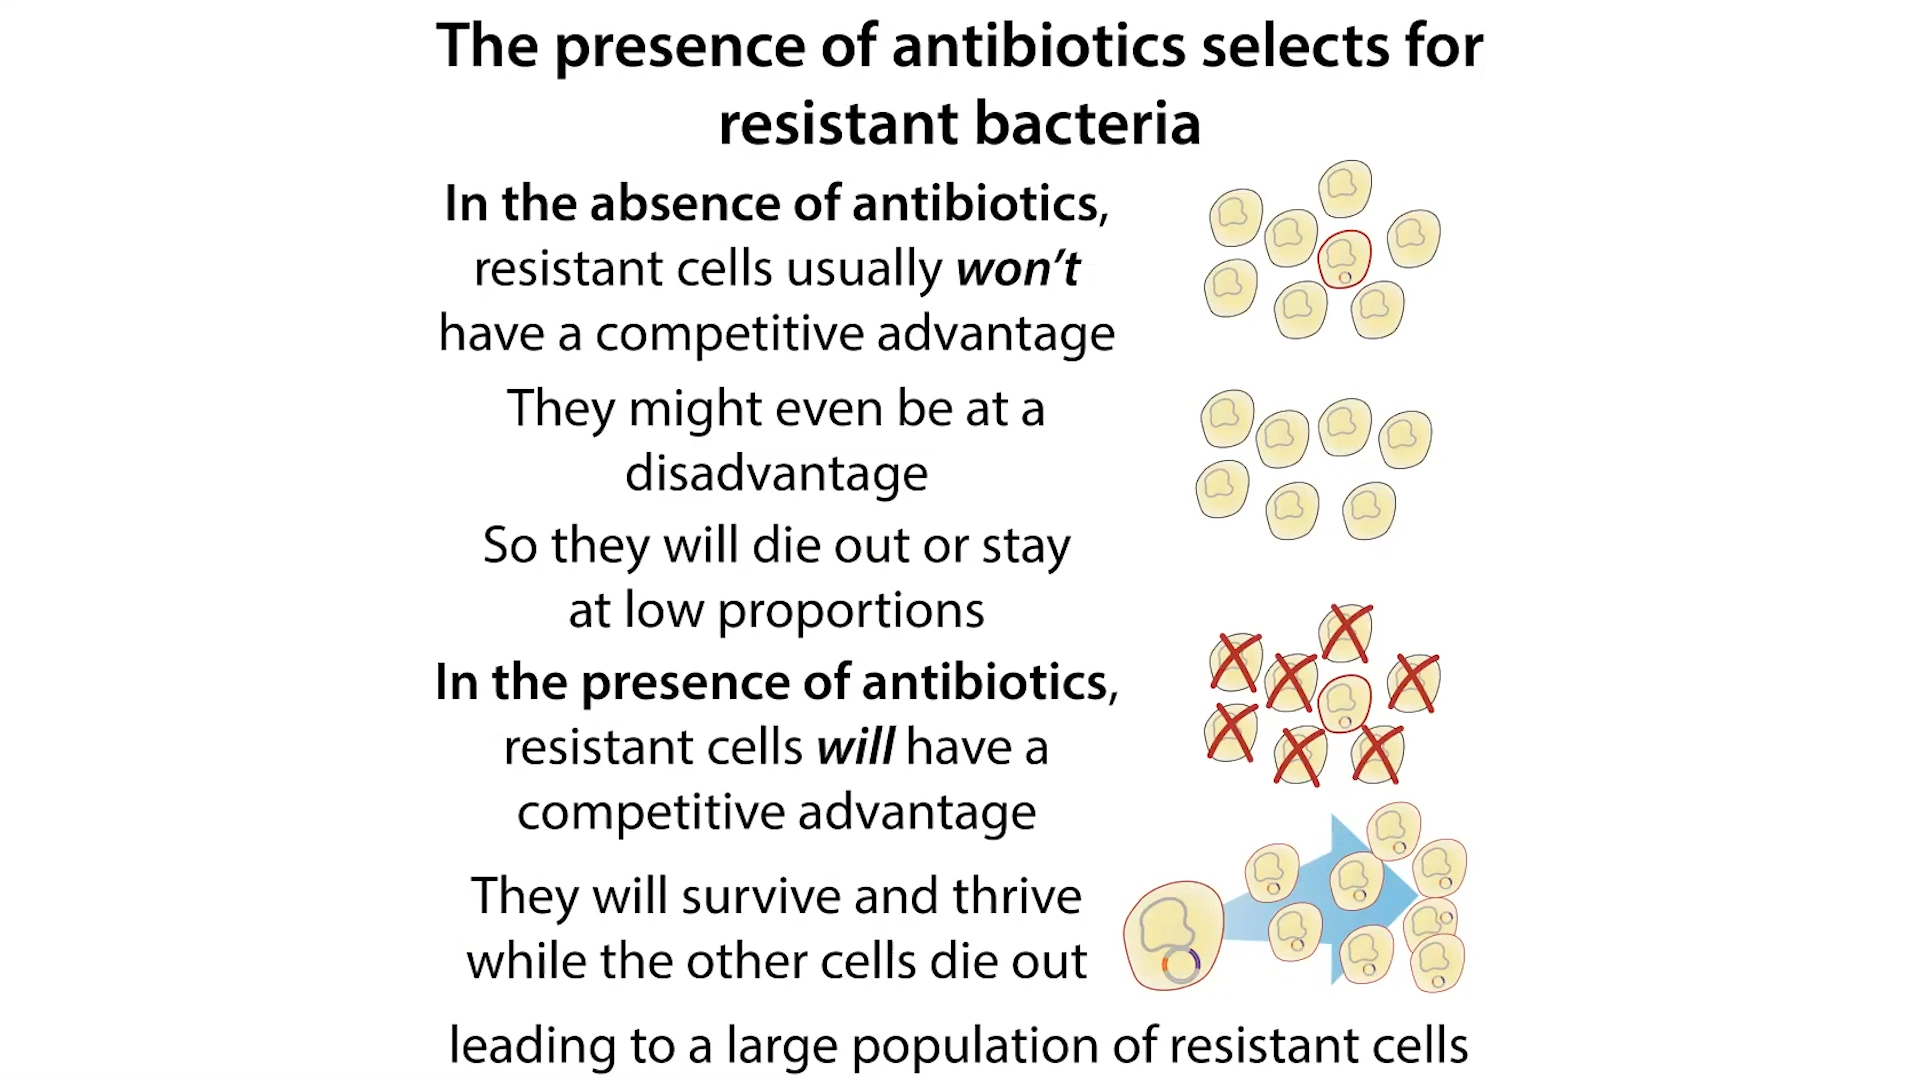 The presence of antibiotics selects for
resistant bacteria
In the absence of antibiotics,
resistant cells usually won't
have a competitive advantage
They might even be at a
disadvantage
So they will die out or stay
at low proportions
In the presence of antibiotics,
resistant cells will have a
competitive advantage
They will survive and thrive
while the other cells die out
leading to a large population of resistant cells